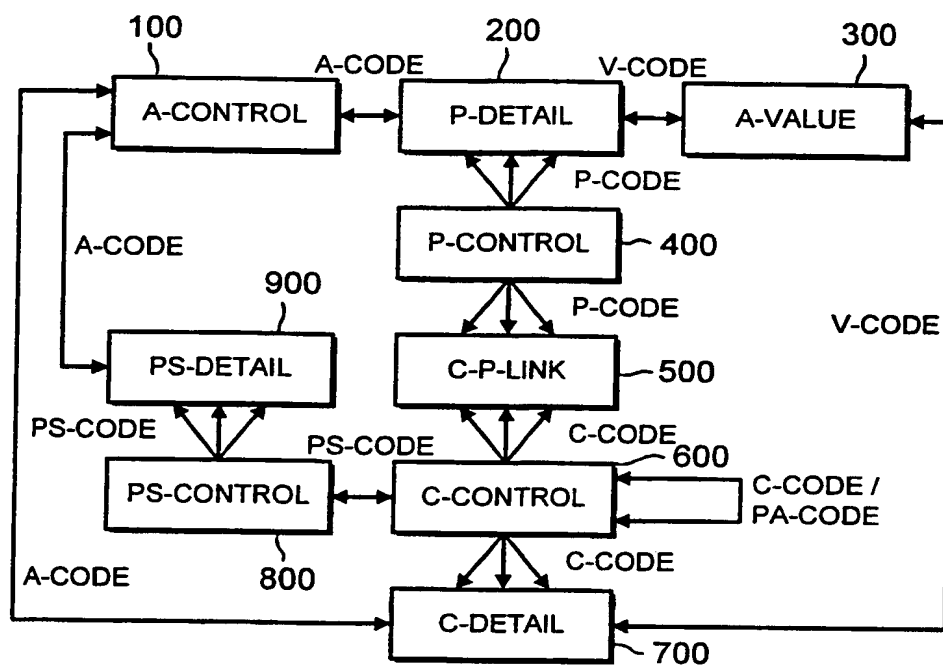 100
200
300
A-CODE
V-CODE
A-CONTROL
P-DETAIL
A-VALUE
P-CODE
P-CONTROL
400
A-CODE
900
P-CODE
V-CODE
PS-DETAIL
C-P-LINK
500
PS-CODE
PS-CODE
C-CODE
600
PS-CONTROL
C-CONTROL
C-CODE /
PA-CODE
A-CODE
800
C-CODE
C-DETAIL
700